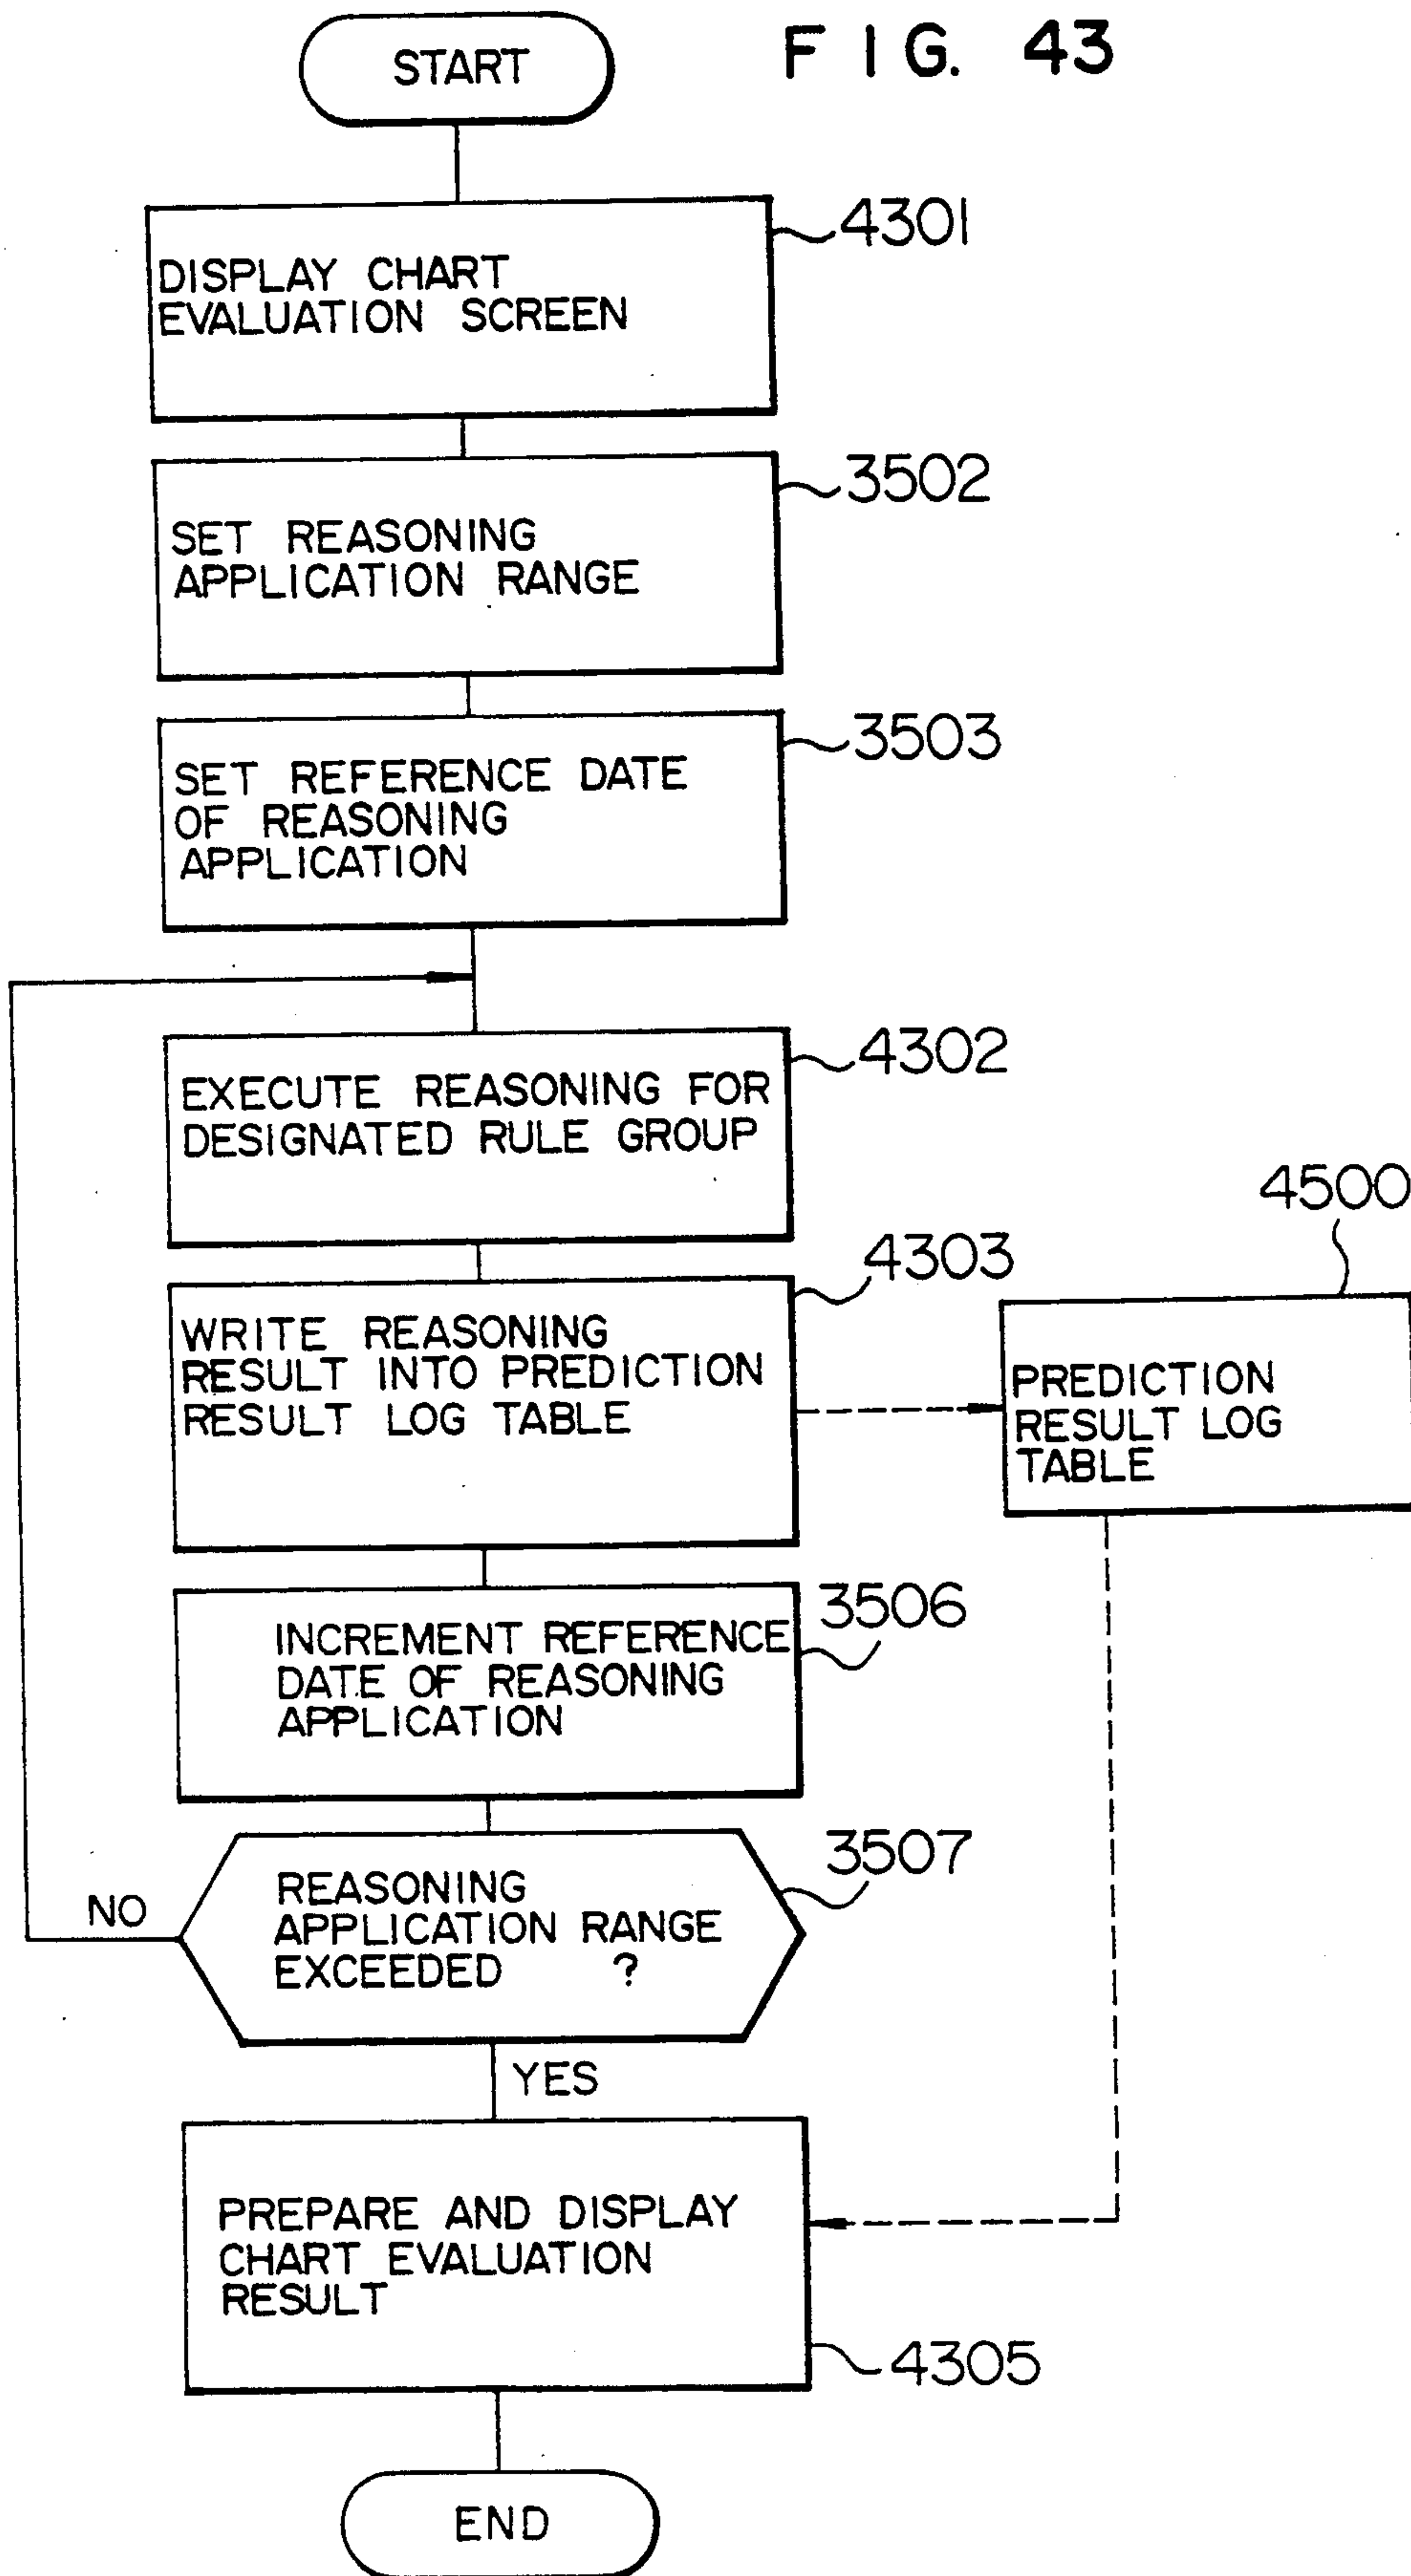 FIG. 43
START
4301
DISPLAY CHART
EVALUATION SCREEN
3502
SET REASONING
APPLICATION RANGE
3503
SET REFERENCE DATE
OF REASONING
APPLICATION
4302
EXECUTE REASONING FOR
DESIGNATED RULE GROUP
4303
WRITE REASONING
RESULT INTO PREDICTION
RESULT LOG TABLE
4500
PREDICTION
RESULT LOG
TABLE
3506
INCREMENT REFERENCE
DATE OF REASONING
APPLICATION
3507
REASONING
APPLICATION RANGE
EXCEEDED ?
NO
YES
PREPARE AND DISPLAY
CHART EVALUATION
RESULT
4305
END